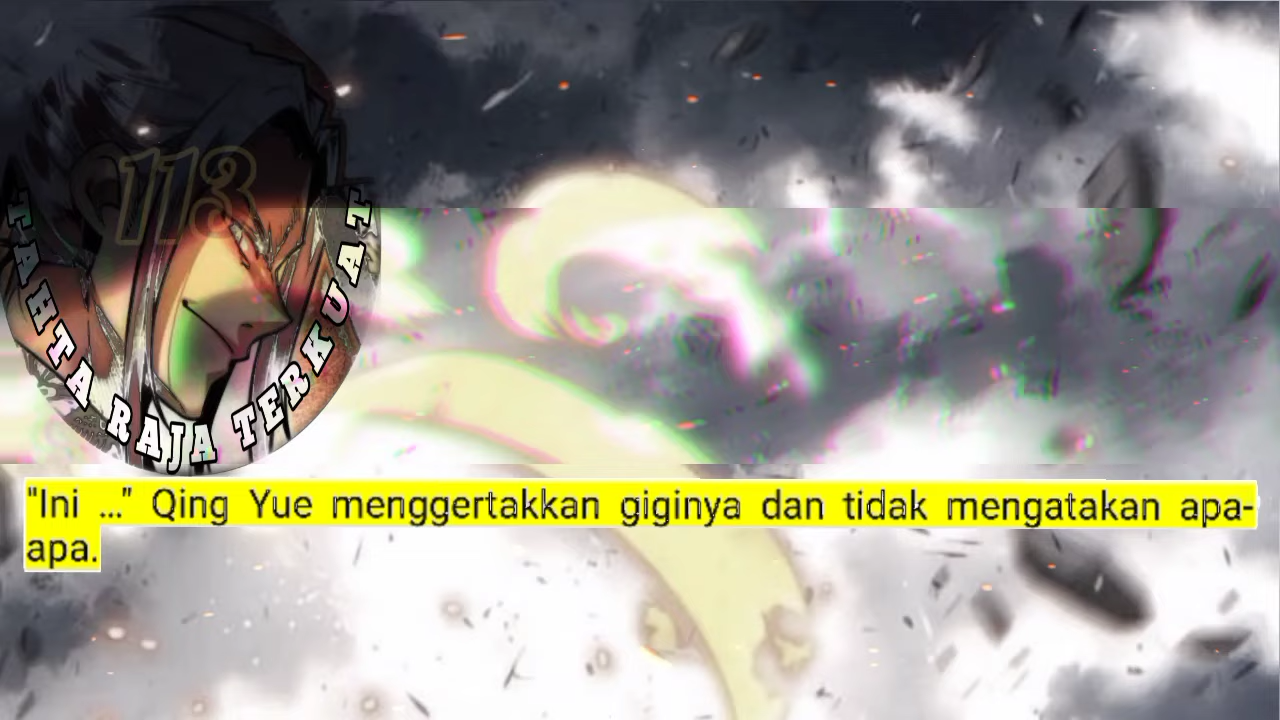 113
TAHTA RAJA TERKUAT
"Ini ..." Qing Yue menggertakkan giginya dan tidak mengatakan apa-
apa.